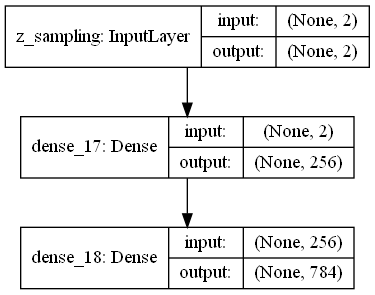 z_sampling: InputLayer
input: (None, 2)
output: (None, 2)
dense_17: Dense
input: (None, 2)
output: (None, 256)
dense_18: Dense
input: (None, 256)
output: (None, 784)